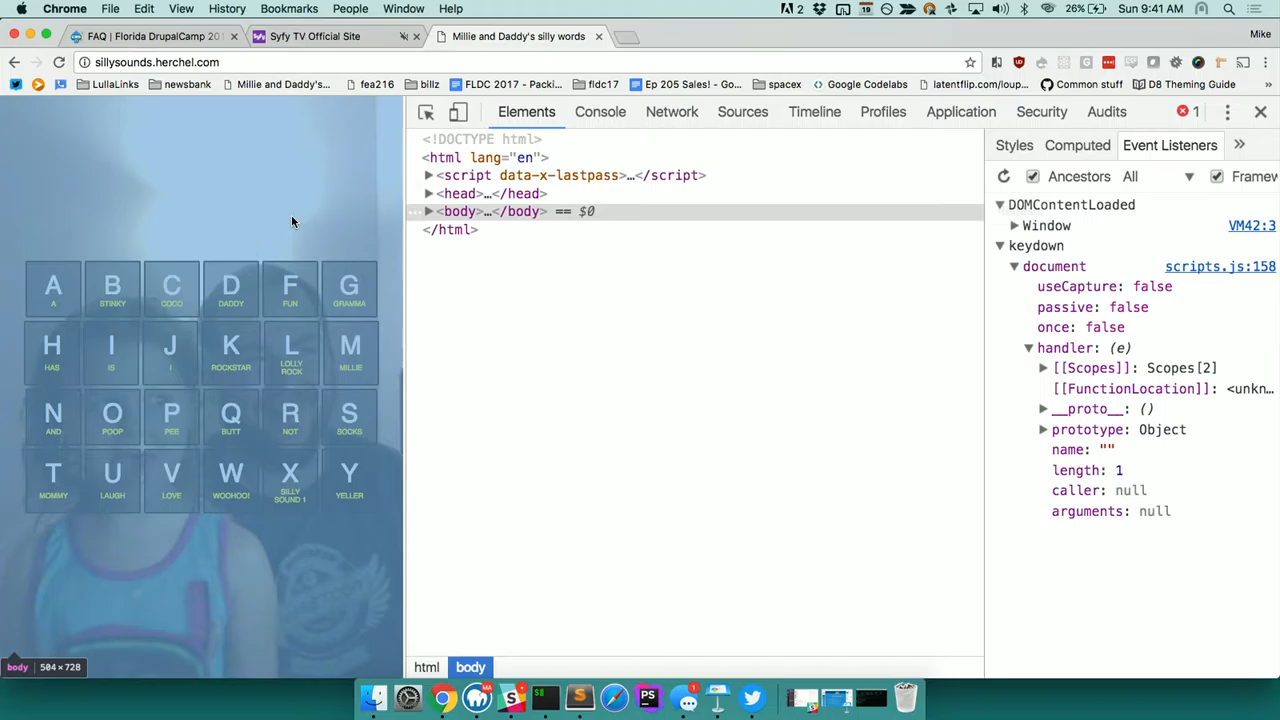 Chrome File Edit View History Bookmarks People Window Help
2 19 26% Sun 9:41 AM
FAQ | Florida DrupalCamp 20
Syfy TV Official Site
Millie and Daddy's silly words
Mike
sillysounds.herchel.com
LullaLinks newsbank Millie and Daddy's... fea216 billz FLDC 2017 - Packi... fldc17 Ep 205 Sales! - Go... spacex Google Codelabs latentflip.com/loup... Common stuff D8 Theming Guide
Elements Console Network Sources Timeline Profiles Application Security Audits 1
<!DOCTYPE html>
<html lang="en">
<script data-x-lastpass>…</script>
<head>…</head>
<body>…</body> == $0
</html>
Styles Computed Event Listeners
Ancestors All Framew
DOMContentLoaded
Window VM42:3
keydown
document scripts.js:158
useCapture: false
passive: false
once: false
handler: (e)
[[Scopes]]: Scopes[2]
[[FunctionLocation]]: <unkn…
__proto__: ()
prototype: Object
name: ""
length: 1
caller: null
arguments: null
A B C D F G
A STINKY COCO DADDY FUN GRAMMA
H I J K L M
HAS IS I ROCKSTAR LOLLY ROCK MILLIE
N O P Q R S
AND POOP PEE BUTT NOT SOCKS
T U V W X Y
MOMMY LAUGH LOVE WOOHOO! SILLY SOUND 1 YELLER
body 504×728
html body